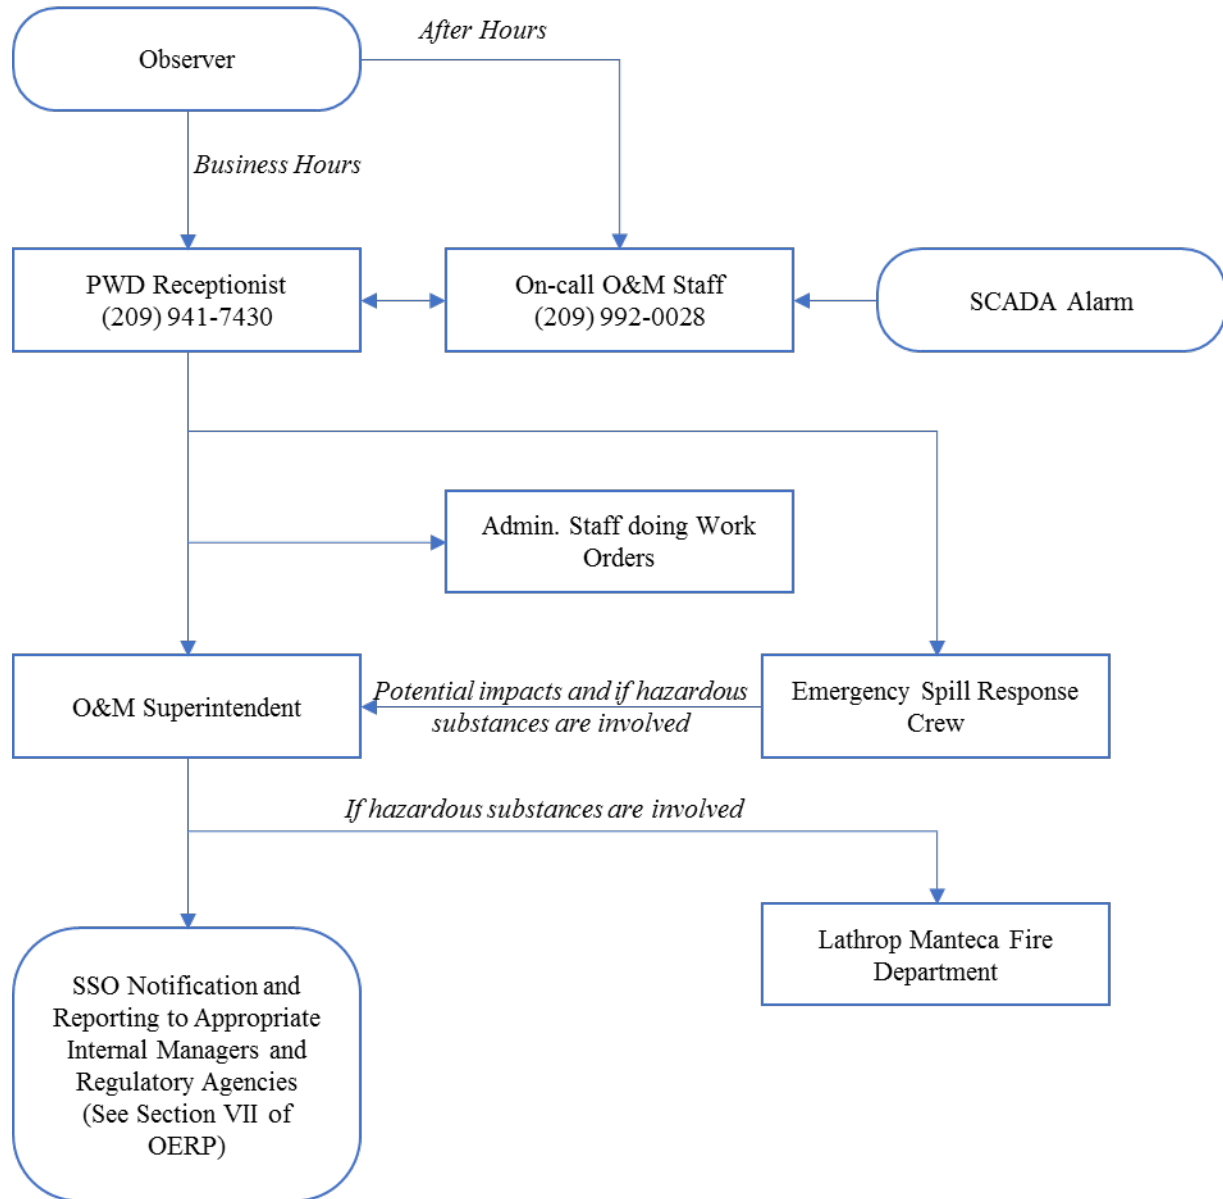 After Hours
Observer
Business Hours
PWD Receptionist
(209) 941-7430
On-call O&M Staff
(209) 992-0028
SCADA Alarm
Admin. Staff doing Work
Orders
O&M Superintendent
Potential impacts and if hazardous
substances are involved
Emergency Spill Response
Crew
If hazardous substances are involved
Lathrop Manteca Fire
Department
SSO Notification and
Reporting to Appropriate
Internal Managers and
Regulatory Agencies
(See Section VII of
OERP)